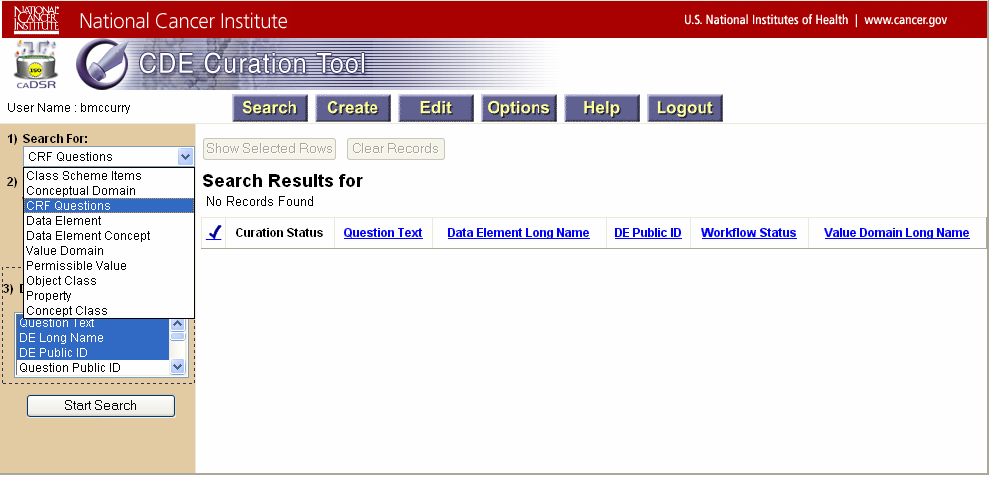 NATIONAL
CANCER
INSTITUTE
National Cancer Institute
U.S. National Institutes of Health | www.cancer.gov
ISO
caDSR
CDE Curation Tool
User Name : bmccurry
Search
Create
Edit
Options
Help
Logout
1) Search For:
CRF Questions
2)
Class Scheme Items
Conceptual Domain
CRF Questions
Data Element
Data Element Concept
Value Domain
Permissible Value
Object Class
Property
Concept Class
3)
Question Text
DE Long Name
DE Public ID
Question Public ID
Start Search
Show Selected Rows
Clear Records
Search Results for
No Records Found
Curation Status
Question Text
Data Element Long Name
DE Public ID
Workflow Status
Value Domain Long Name